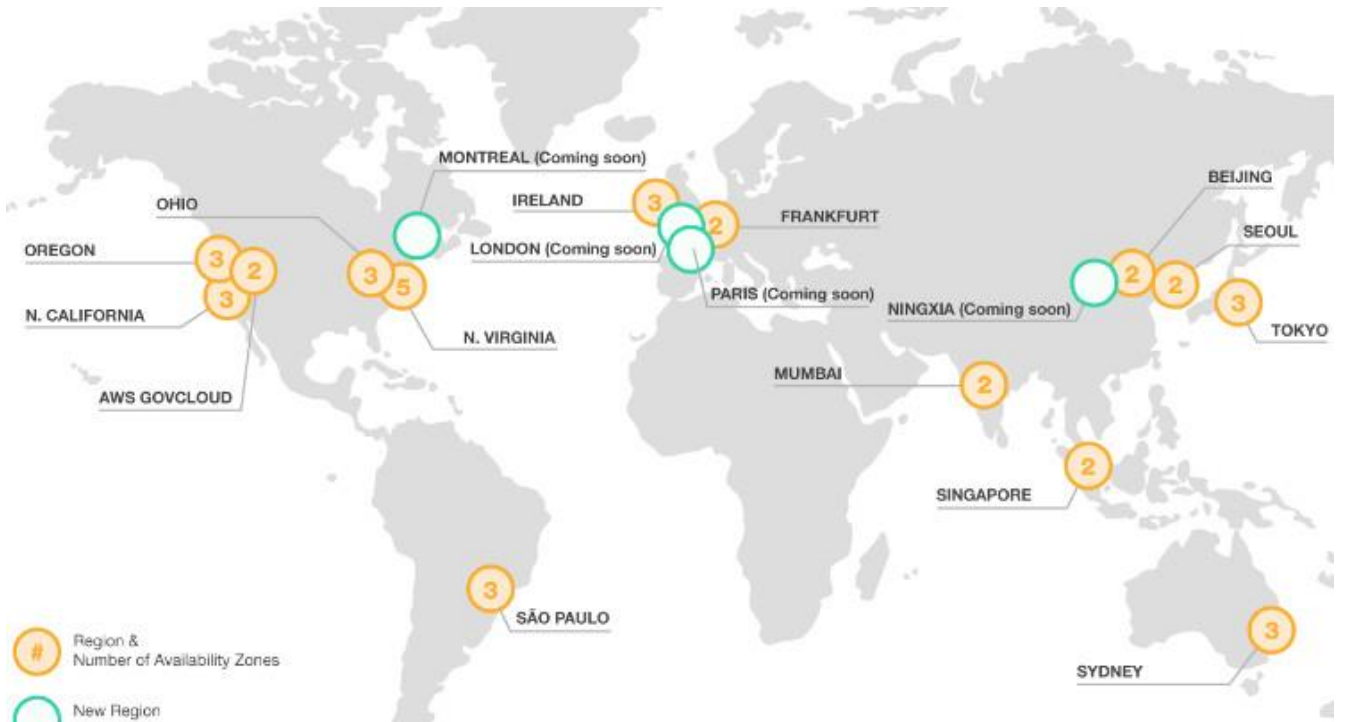 MONTREAL (Coming soon)
BEIJING
IRELAND
3
OHIO
FRANKFURT
2
SEOUL
OREGON
3
2
LONDON (Coming soon)
3
5
2
2
PARIS (Coming soon)
NINGXIA (Coming soon)
3
N. CALIFORNIA
3
TOKYO
N. VIRGINIA
MUMBAI
2
AWS GOVCLOUD
2
SINGAPORE
3
SÃO PAULO
3
SYDNEY
#
Region &
Number of Availability Zones
New Region